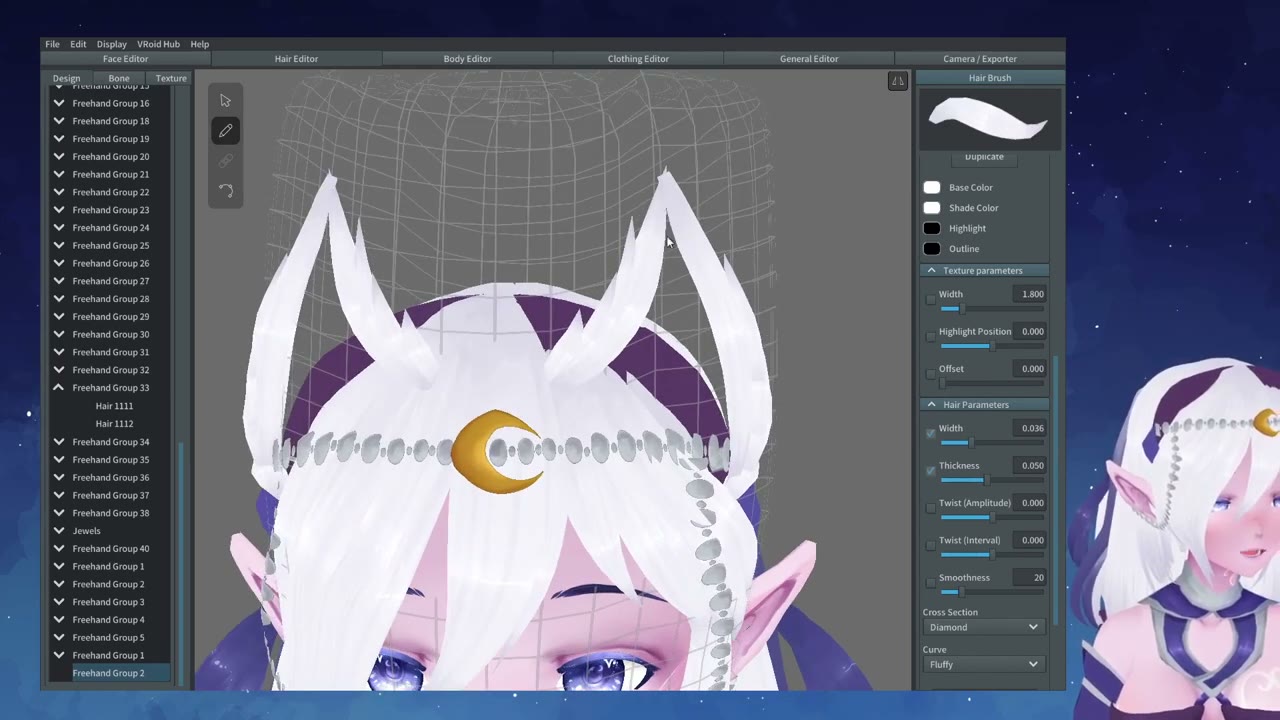 File Edit Display VRoid Hub Help
Face Editor Hair Editor Body Editor Clothing Editor General Editor Camera / Exporter
Design Bone Texture
Freehand Group 15
Freehand Group 16
Freehand Group 18
Freehand Group 19
Freehand Group 20
Freehand Group 21
Freehand Group 22
Freehand Group 23
Freehand Group 24
Freehand Group 25
Freehand Group 26
Freehand Group 27
Freehand Group 28
Freehand Group 29
Freehand Group 30
Freehand Group 31
Freehand Group 32
Freehand Group 33
Hair 1111
Hair 1112
Freehand Group 34
Freehand Group 35
Freehand Group 36
Freehand Group 37
Freehand Group 38
Jewels
Freehand Group 40
Freehand Group 1
Freehand Group 2
Freehand Group 3
Freehand Group 4
Freehand Group 5
Freehand Group 1
Freehand Group 2
Hair Brush
Duplicate
Base Color
Shade Color
Highlight
Outline
Texture parameters
Width 1.800
Highlight Position 0.000
Offset 0.000
Hair Parameters
Width 0.036
Thickness 0.050
Twist (Amplitude) 0.000
Twist (Interval) 0.000
Smoothness 20
Cross Section
Diamond
Curve
Fluffy